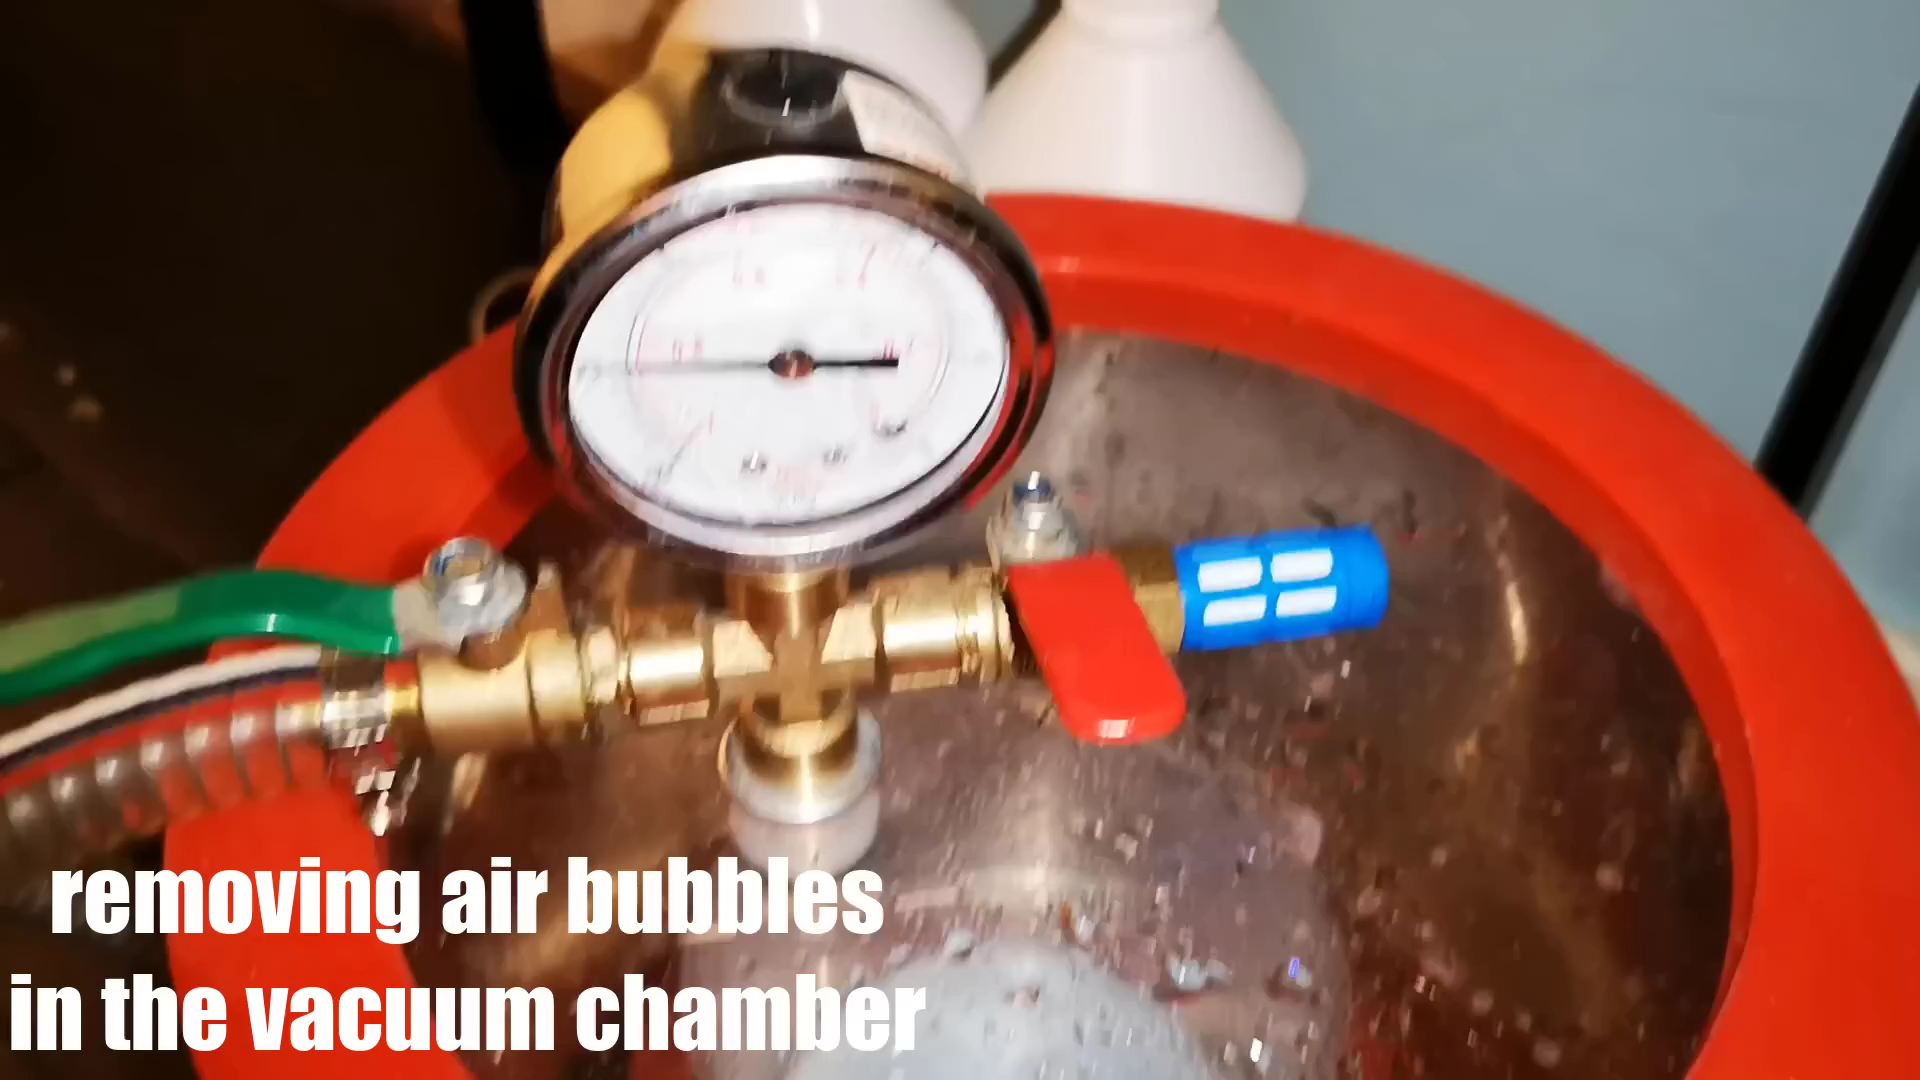 removing air bubbles
in the vacuum chamber